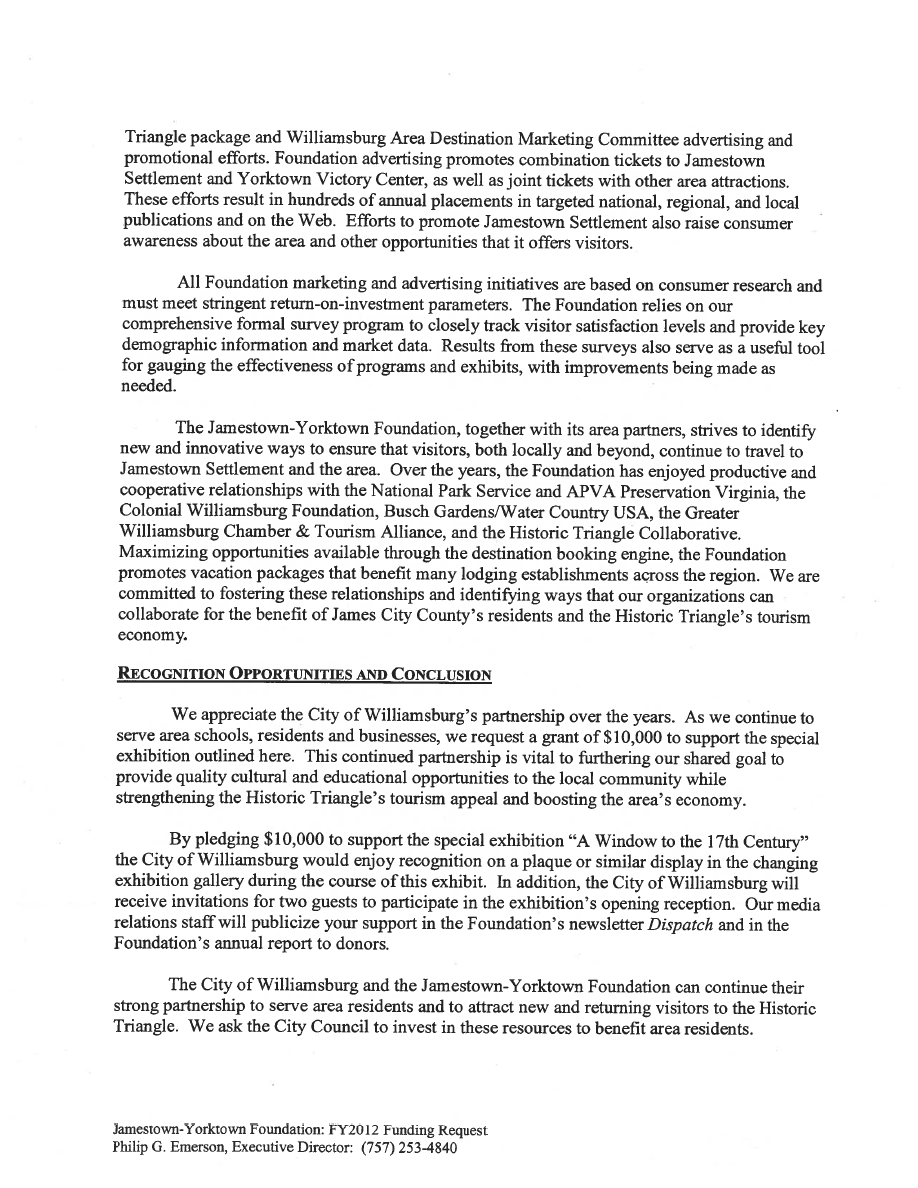 Triangle package and Williamsburg Area Destination Marketing Committee advertising and
promotional efforts. Foundation advertising promotes combination tickets to Jamestown
Settlement and Yorktown Victory Center, as well as joint tickets with other area attractions.
These efforts result in hundreds of annual placements in targeted national, regional, and local
publications and on the Web. Efforts to promote Jamestown Settlement also raise consumer
awareness about the area and other opportunities that it offers visitors.
All Foundation marketing and advertising initiatives are based on consumer research and
must meet stringent return-on-investment parameters. The Foundation relies on our
comprehensive formal survey program to closely track visitor satisfaction levels and provide key
demographic information and market data. Results from these surveys also serve as a useful tool
for gauging the effectiveness of programs and exhibits, with improvements being made as
needed.
The Jamestown-Yorktown Foundation, together with its area partners, strives to identify
new and innovative ways to ensure that visitors, both locally and beyond, continue to travel to
Jamestown Settlement and the area. Over the years, the Foundation has enjoyed productive and
cooperative relationships with the National Park Service and APVA Preservation Virginia, the
Colonial Williamsburg Foundation, Busch Gardens/Water Country USA, the Greater
Williamsburg Chamber & Tourism Alliance, and the Historic Triangle Collaborative.
Maximizing opportunities available through the destination booking engine, the Foundation
promotes vacation packages that benefit many lodging establishments across the region. We are
committed to fostering these relationships and identifying ways that our organizations can
collaborate for the benefit of James City County's residents and the Historic Triangle's tourism
economy.
RECOGNITION OPPORTUNITIES AND CONCLUSION
We appreciate the City of Williamsburg's partnership over the years. As we continue to
serve area schools, residents and businesses, we request a grant of $10,000 to support the special
exhibition outlined here. This continued partnership is vital to furthering our shared goal to
provide quality cultural and educational opportunities to the local community while
strengthening the Historic Triangle's tourism appeal and boosting the area's economy.
By pledging $10,000 to support the special exhibition "A Window to the 17th Century"
the City of Williamsburg would enjoy recognition on a plaque or similar display in the changing
exhibition gallery during the course of this exhibit. In addition, the City of Williamsburg will
receive invitations for two guests to participate in the exhibition's opening reception. Our media
relations staff will publicize your support in the Foundation's newsletter Dispatch and in the
Foundation's annual report to donors.
The City of Williamsburg and the Jamestown-Yorktown Foundation can continue their
strong partnership to serve area residents and to attract new and returning visitors to the Historic
Triangle. We ask the City Council to invest in these resources to benefit area residents.
Jamestown-Yorktown Foundation: FY2012 Funding Request
Philip G. Emerson, Executive Director: (757) 253-4840